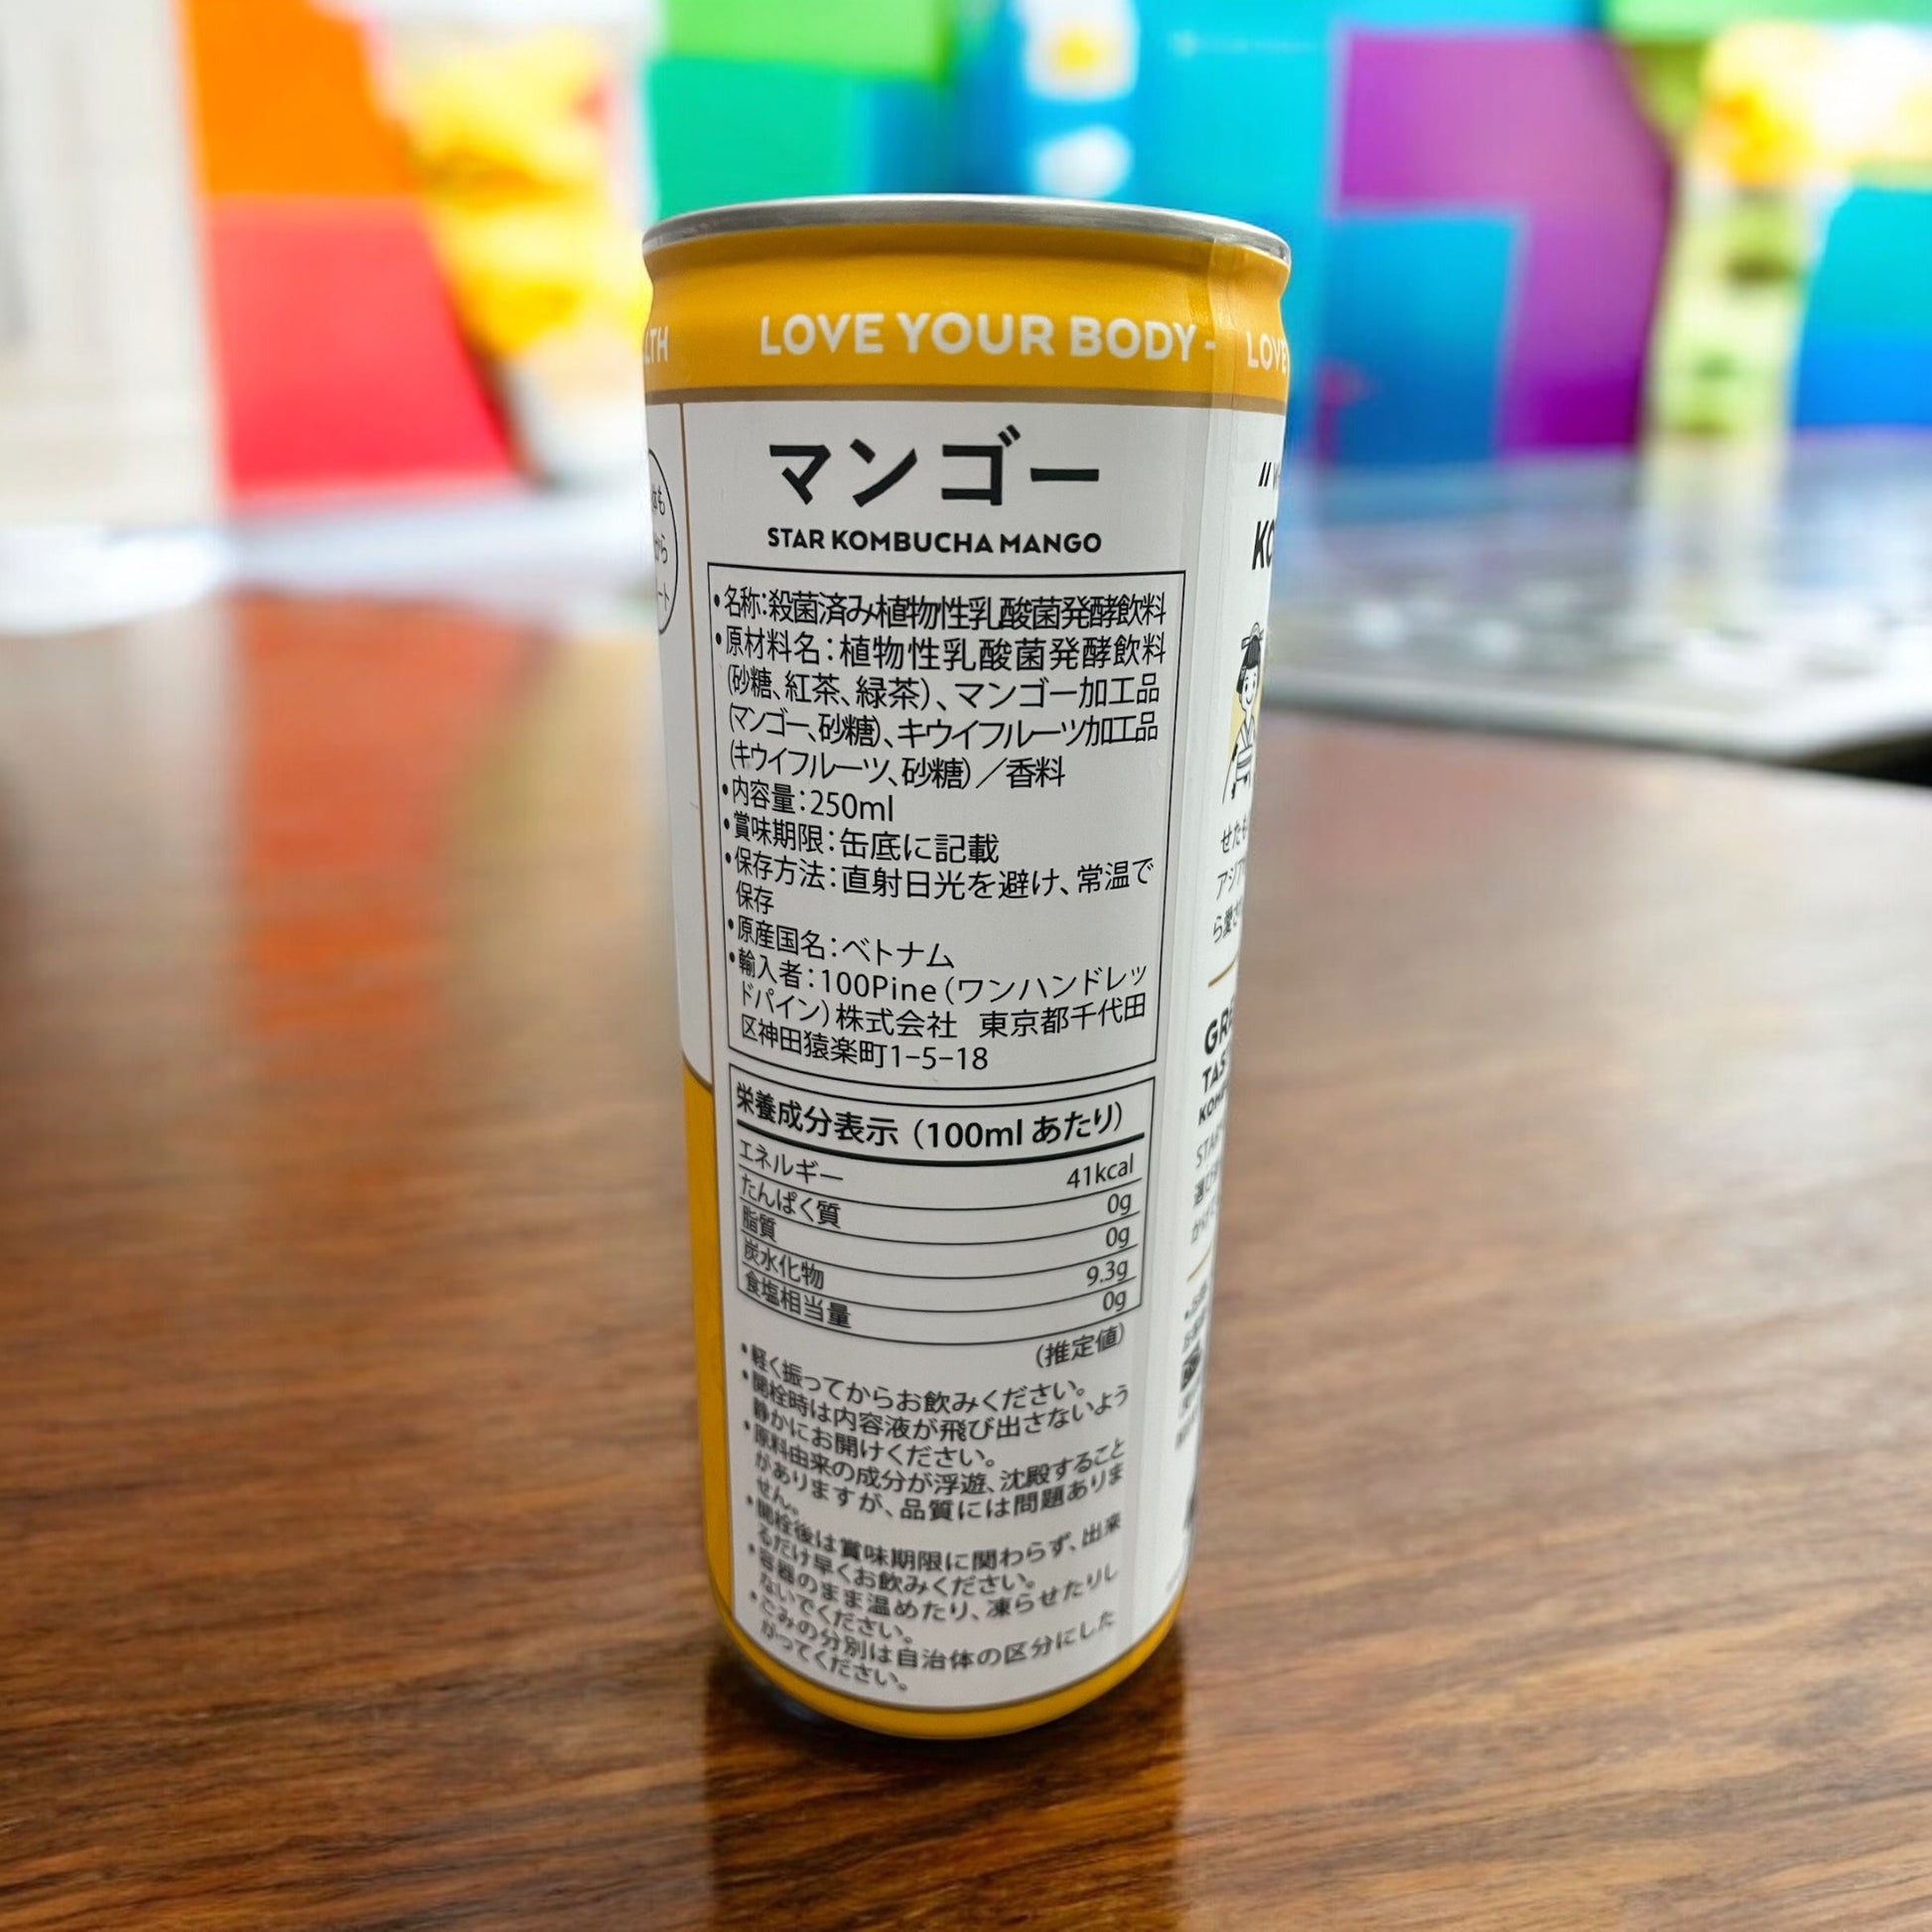 LTH
LOVE YOUR BODY -
LOVE
マンゴー
STAR KOMBUCHA MANGO
•名称：殺菌済み植物性乳酸菌発酵飲料
•原材料名：植物性乳酸菌発酵飲料
(砂糖、紅茶、緑茶)、マンゴー加工品
(マンゴー、砂糖)、キウイフルーツ加工品
(キウイフルーツ、砂糖)／香料
•内容量：250ml
•賞味期限：缶底に記載
•保存方法：直射日光を避け、常温で
保存
•原産国名：ベトナム
•輸入者：100Pine（ワンハンドレッ
ドパイン）株式会社 東京都千代田
区神田猿楽町1-5-18
栄養成分表示（100ml あたり）
エネルギー 41kcal
たんぱく質 0g
脂質 0g
炭水化物 9.3g
食塩相当量 0g
(推定値)
•軽く振ってからお飲みください。
•開栓時は内容液が飛び出さないよう
静かにお開けください。
•原料由来の成分が浮遊、沈殿すること
がありますが、品質には問題ありま
せん。
•開栓後は賞味期限に関わらず、出来
るだけ早くお飲みください。
•容器のまま温めたり、凍らせたりし
ないでください。
•ごみの分別は自治体の区分にした
がってください。
せたも
アジア
ら愛さ
GRE
TAS